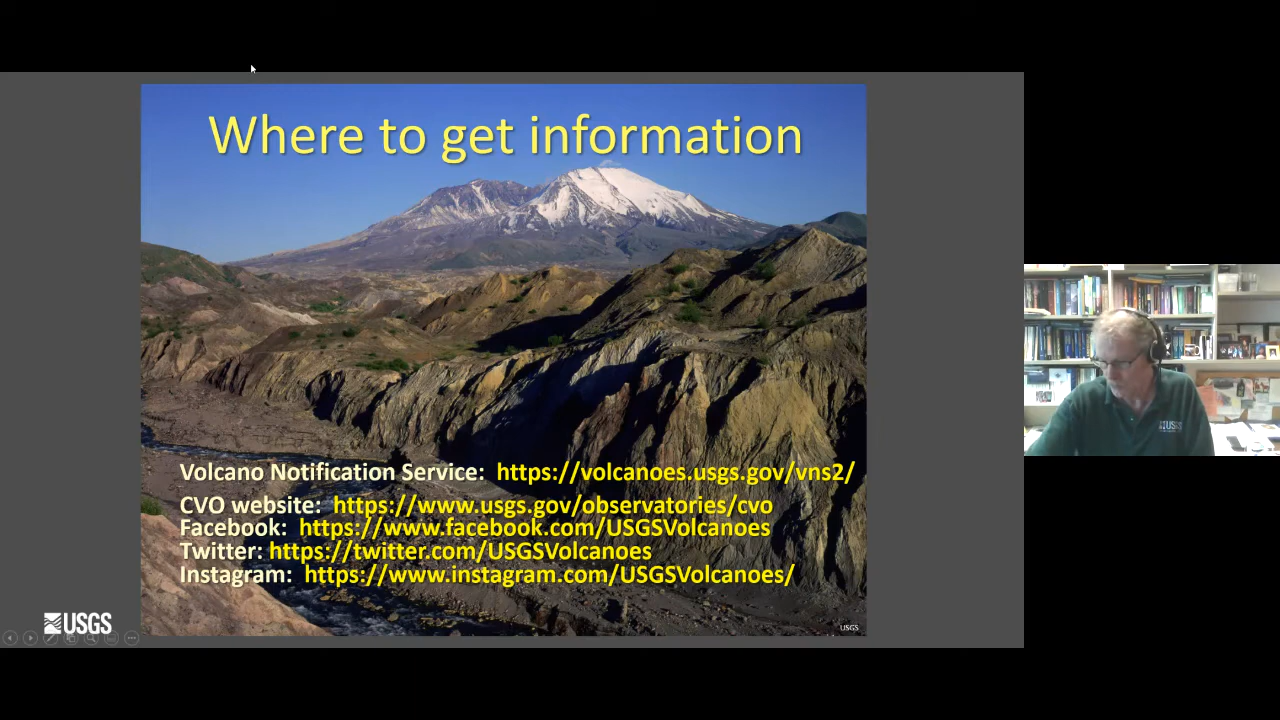 Where to get information
Volcano Notification Service: https://volcanoes.usgs.gov/vns2/
CVO website: https://www.usgs.gov/observatories/cvo
Facebook: https://www.facebook.com/USGSVolcanoes
Twitter: https://twitter.com/USGSVolcanoes
Instagram: https://www.instagram.com/USGSVolcanoes/
USGS
USGS
USGS